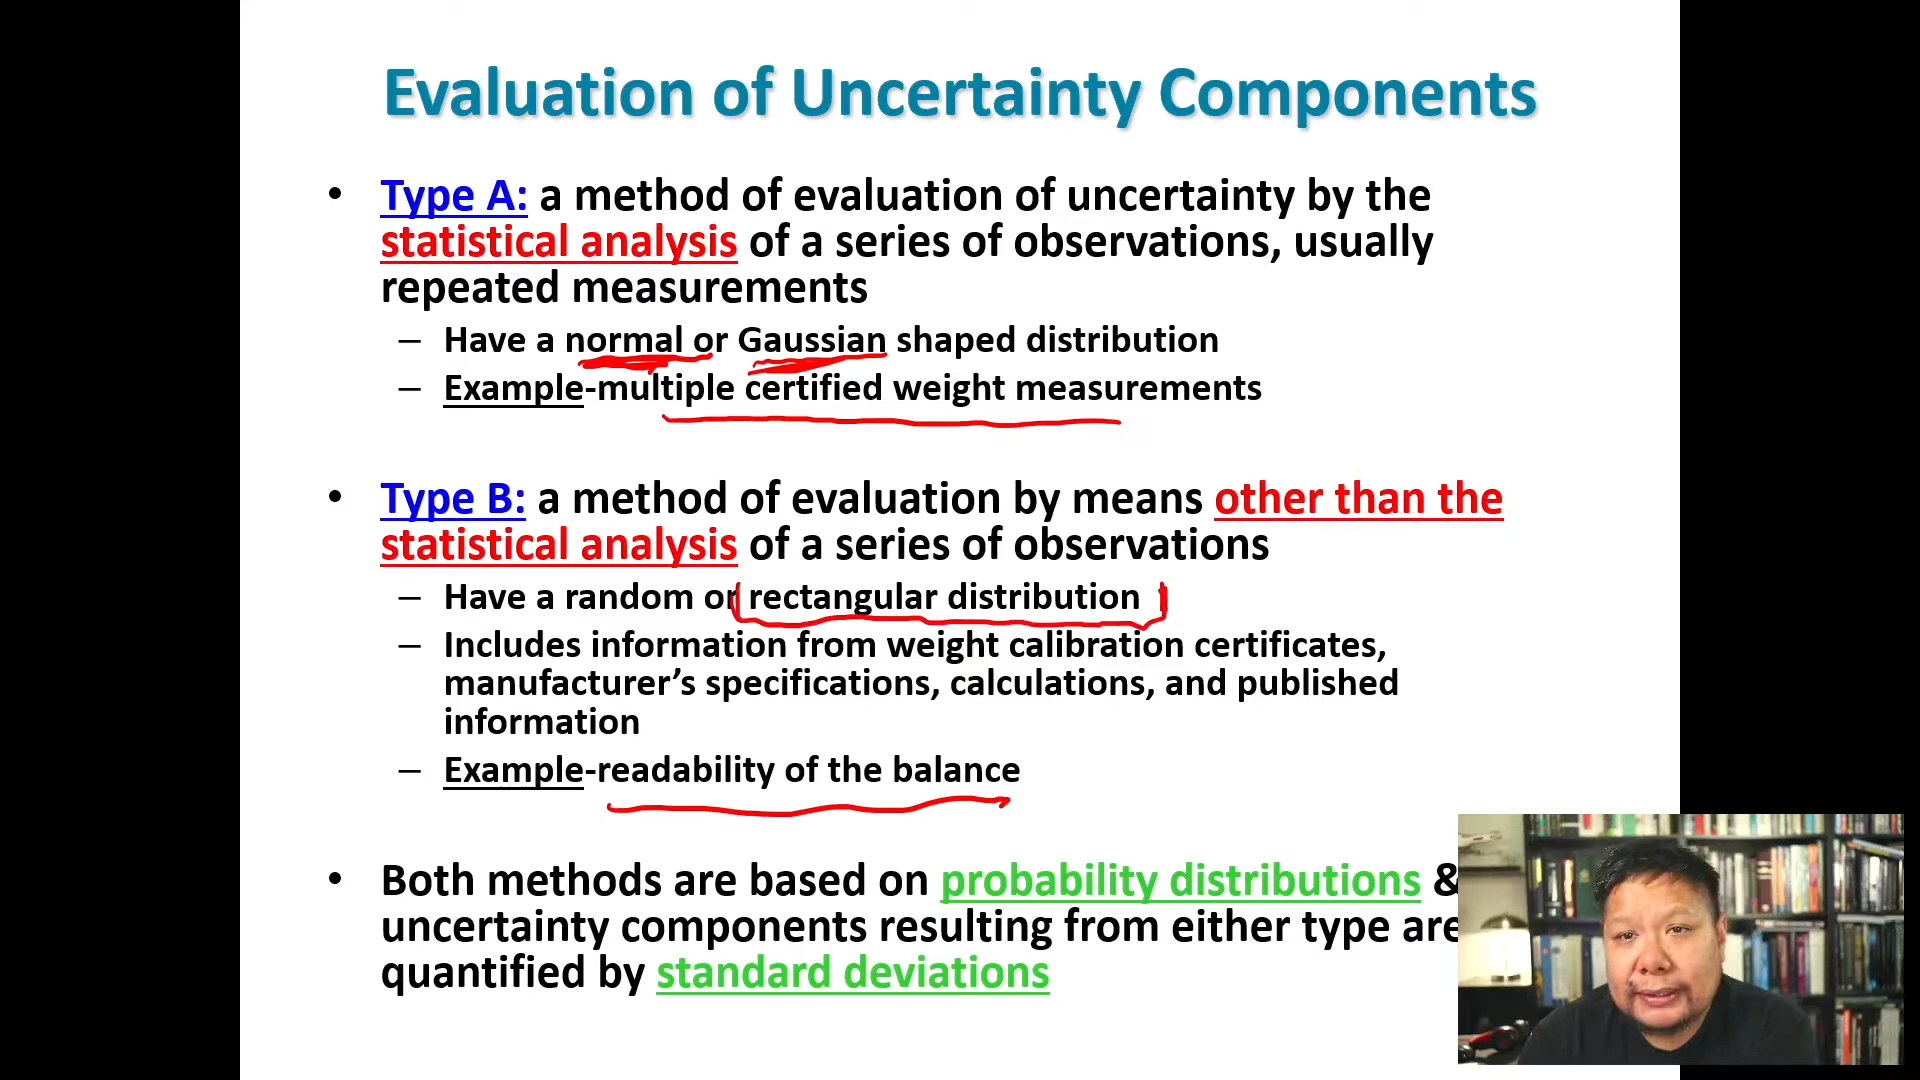 Evaluation of Uncertainty Components
• Type A: a method of evaluation of uncertainty by the
statistical analysis of a series of observations, usually
repeated measurements
– Have a normal or Gaussian shaped distribution
– Example-multiple certified weight measurements
• Type B: a method of evaluation by means other than the
statistical analysis of a series of observations
– Have a random or rectangular distribution
– Includes information from weight calibration certificates,
manufacturer’s specifications, calculations, and published
information
– Example-readability of the balance
• Both methods are based on probability distributions &
uncertainty components resulting from either type are
quantified by standard deviations